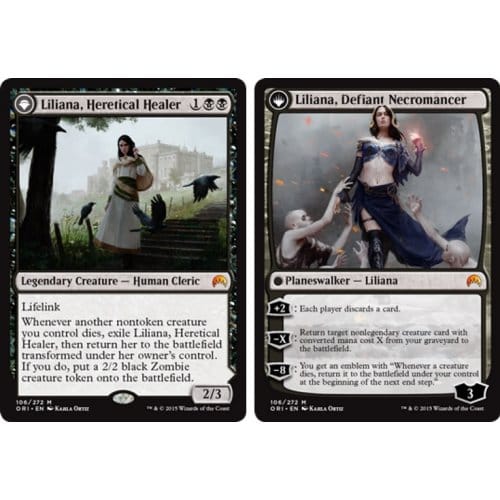 Liliana, Heretical Healer 1
Legendary Creature — Human Cleric
Lifelink
Whenever another nontoken creature
you control dies, exile Liliana, Heretical
Healer, then return her to the battlefield
transformed under her owner's control.
If you do, put a 2/2 black Zombie
creature token onto the battlefield.
2/3
106/272 M
ORI • EN KARLA ORTIZ
™ & © 2015 Wizards of the Coast
Liliana, Defiant Necromancer
Planeswalker — Liliana
+2: Each player discards a card.
-X: Return target nonlegendary creature card with
converted mana cost X from your graveyard to
the battlefield.
-8: You get an emblem with "Whenever a creature
dies, return it to the battlefield under your control
at the beginning of the next end step."
3
106/272 M
ORI • EN KARLA ORTIZ
™ & © 2015 Wizards of the Coast